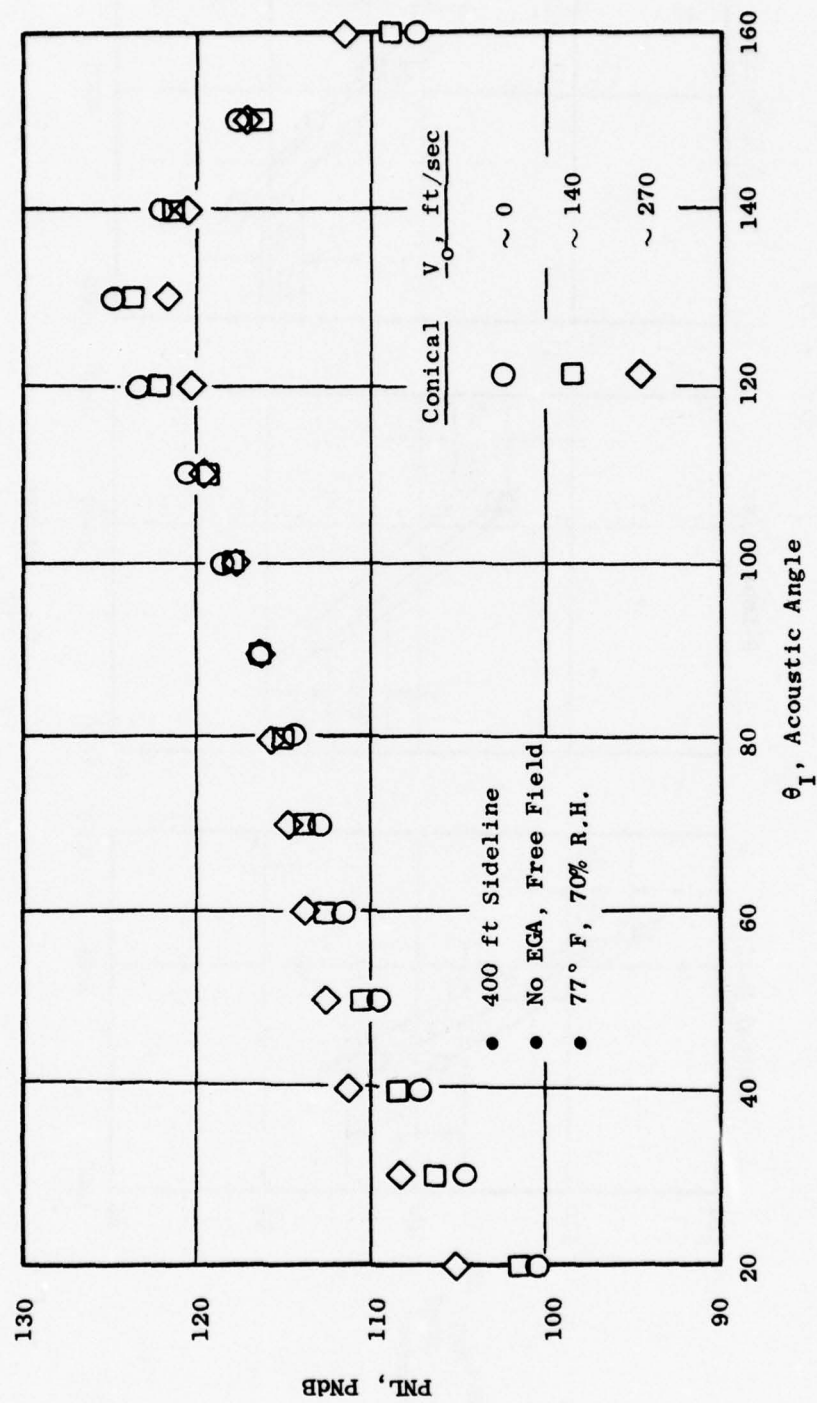 PNL, PNdB
130
120
110
100
90
20
40
60
80
100
120
140
160
θI, Acoustic Angle
• 400 ft Sideline
• No EGA, Free Field
• 77° F, 70% R.H.
Conical Vo, ft/sec
~ 0
~ 140
~ 270